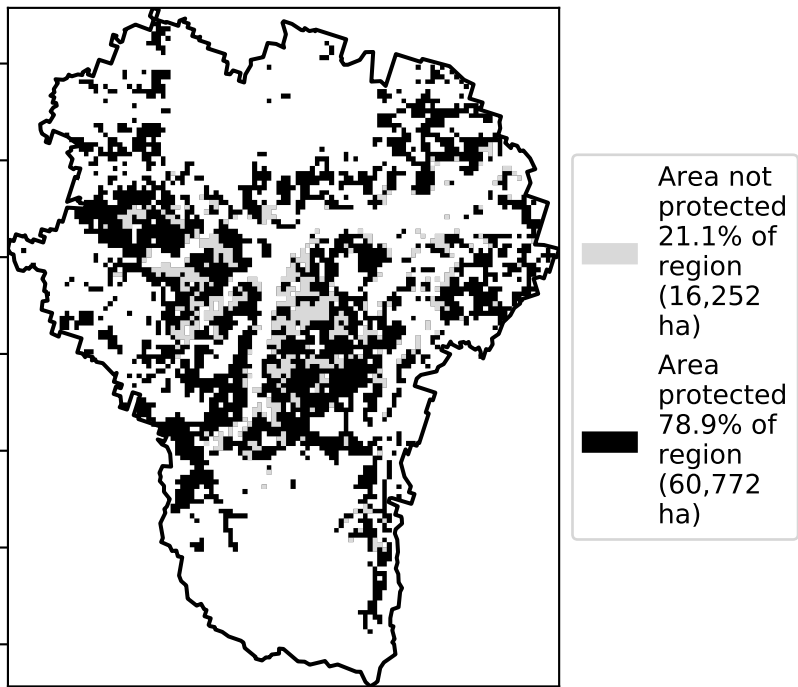 Area not
protected
21.1% of
region
(16,252
ha)
Area
protected
78.9% of
region
(60,772
ha)